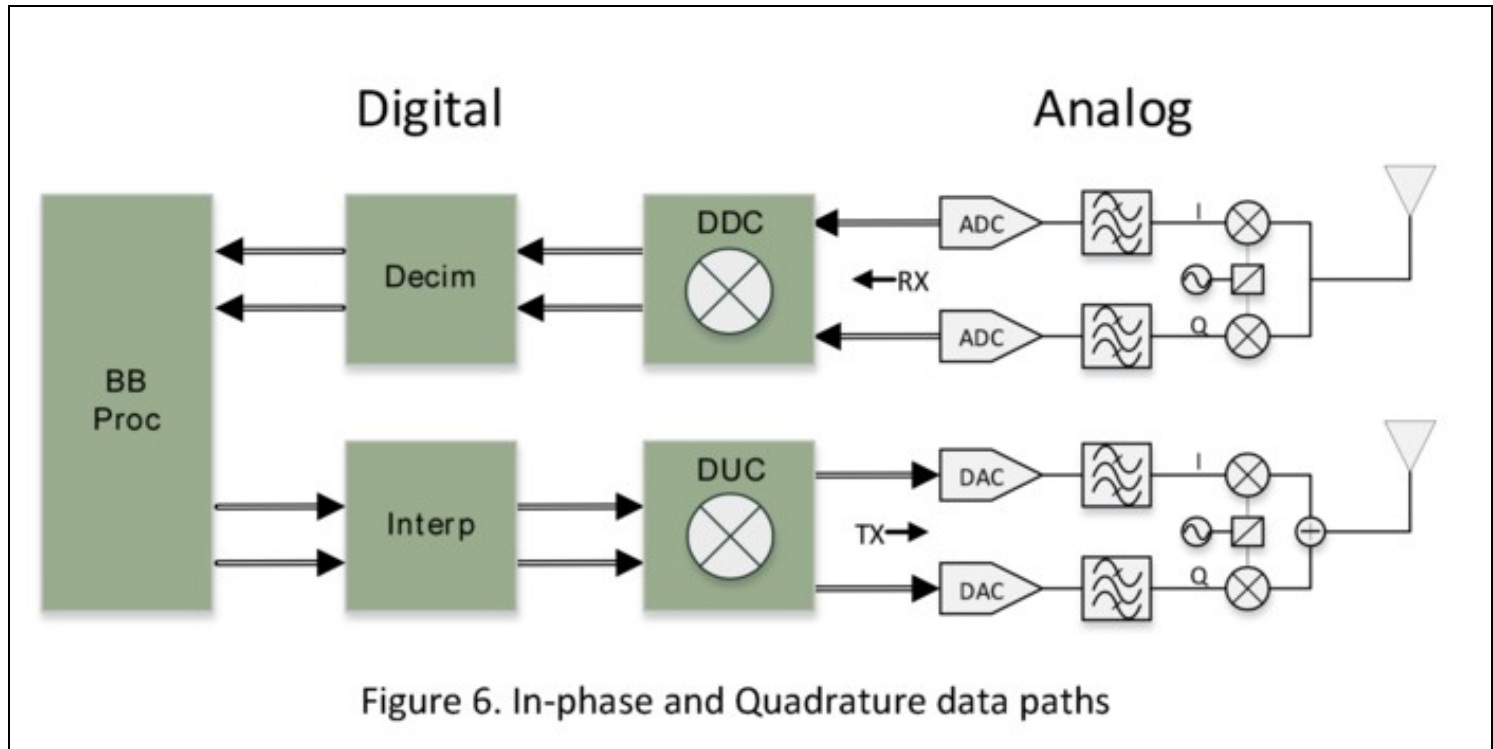 Digital
Analog
BB
Proc
Decim
DDC
RX
ADC
I
ADC
Q
Interp
DUC
TX
DAC
I
DAC
Q
Figure 6. In-phase and Quadrature data paths